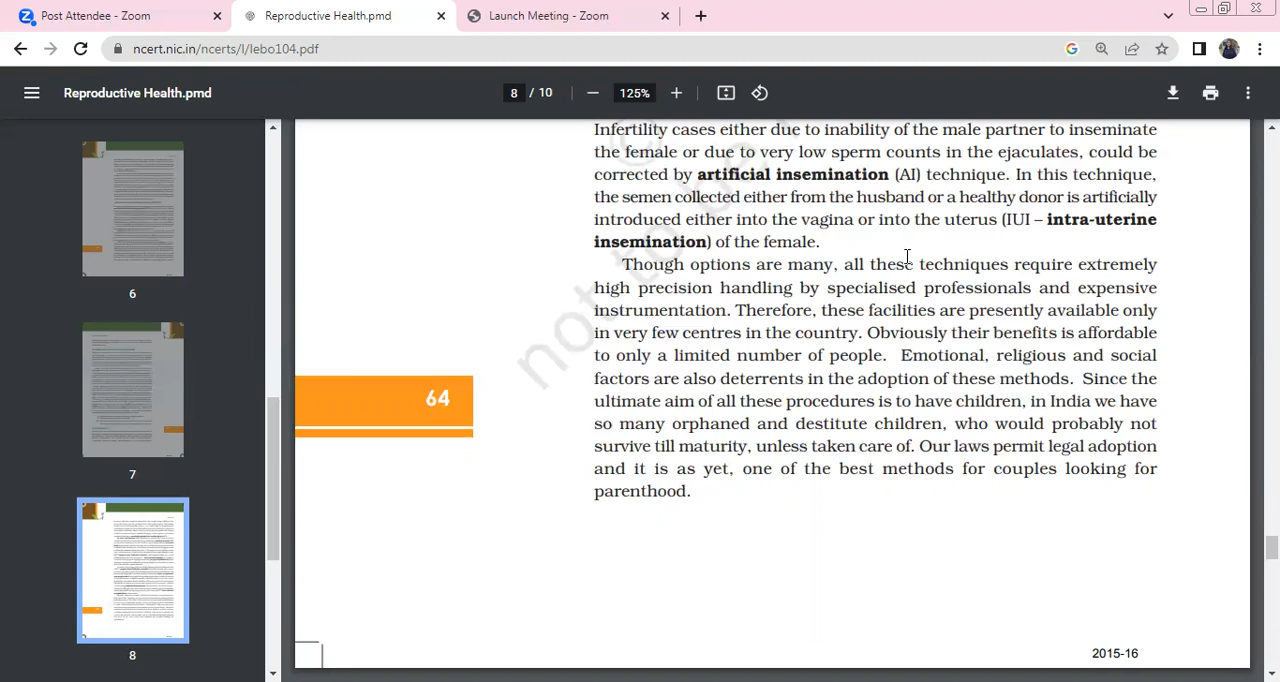 Post Attendee - Zoom
Reproductive Health.pmd
Launch Meeting - Zoom
ncert.nic.in/ncerts/l/lebo104.pdf
Reproductive Health.pmd
8 / 10
125%
6
7
8
Infertility cases either due to inability of the male partner to inseminate
the female or due to very low sperm counts in the ejaculates, could be
corrected by artificial insemination (AI) technique. In this technique,
the semen collected either from the husband or a healthy donor is artificially
introduced either into the vagina or into the uterus (IUI – intra-uterine
insemination) of the female.
Though options are many, all these techniques require extremely
high precision handling by specialised professionals and expensive
instrumentation. Therefore, these facilities are presently available only
in very few centres in the country. Obviously their benefits is affordable
to only a limited number of people. Emotional, religious and social
factors are also deterrents in the adoption of these methods. Since the
ultimate aim of all these procedures is to have children, in India we have
so many orphaned and destitute children, who would probably not
survive till maturity, unless taken care of. Our laws permit legal adoption
and it is as yet, one of the best methods for couples looking for
parenthood.
64
not to be
©
2015-16